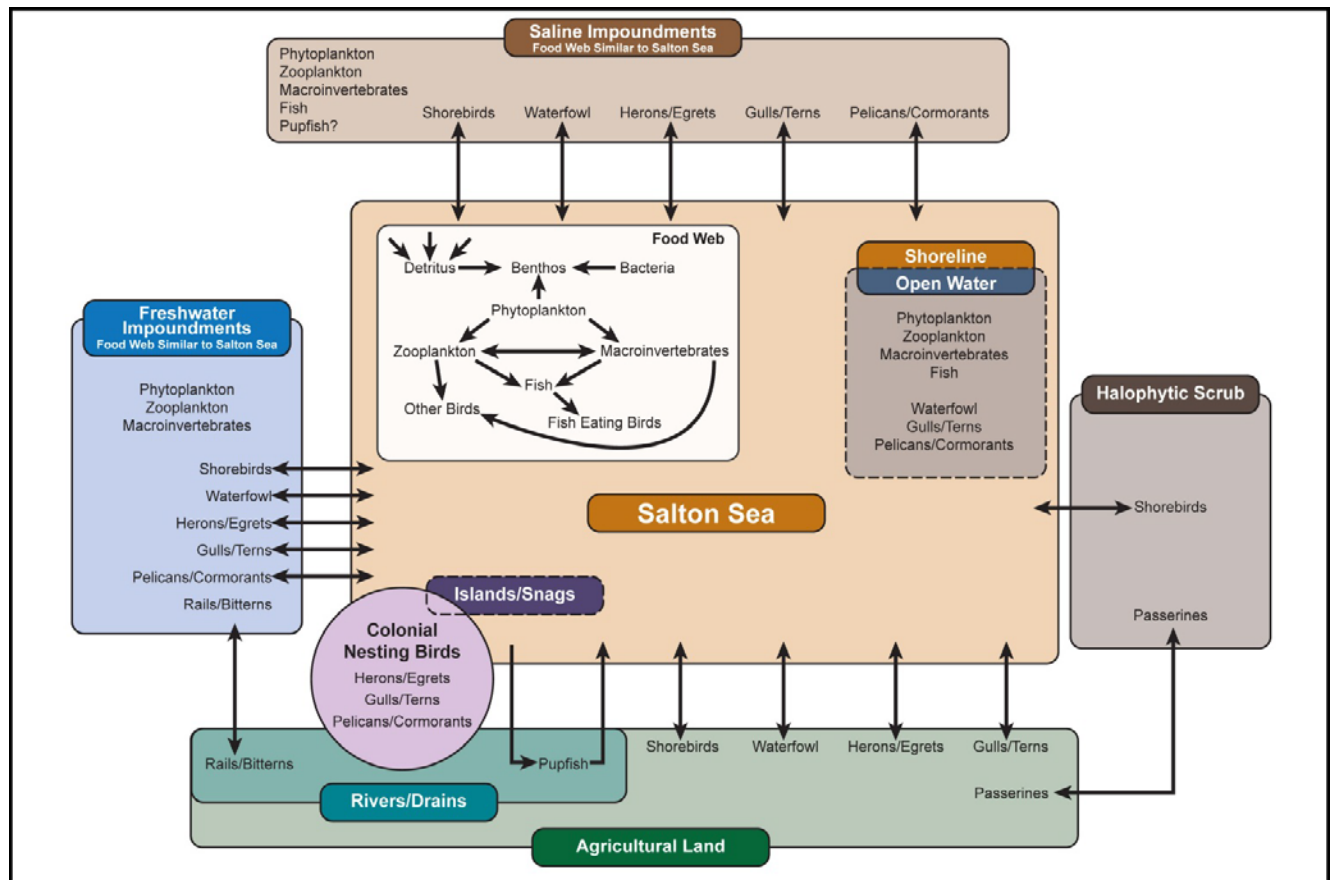 Saline Impoundments
Food Web Similar to Salton Sea
Phytoplankton
Zooplankton
Macroinvertebrates
Fish
Pupfish?
Shorebirds
Waterfowl
Herons/Egrets
Gulls/Terns
Pelicans/Cormorants
Food Web
Detritus
Benthos
Bacteria
Phytoplankton
Zooplankton
Macroinvertebrates
Fish
Other Birds
Fish Eating Birds
Shoreline
Open Water
Phytoplankton
Zooplankton
Macroinvertebrates
Fish
Waterfowl
Gulls/Terns
Pelicans/Cormorants
Freshwater
Impoundments
Food Web Similar to Salton Sea
Phytoplankton
Zooplankton
Macroinvertebrates
Shorebirds
Waterfowl
Herons/Egrets
Gulls/Terns
Pelicans/Cormorants
Rails/Bitterns
Halophytic Scrub
Shorebirds
Passerines
Salton Sea
Islands/Snags
Colonial
Nesting Birds
Herons/Egrets
Gulls/Terns
Pelicans/Cormorants
Rails/Bitterns
Pupfish
Rivers/Drains
Shorebirds
Waterfowl
Herons/Egrets
Gulls/Terns
Passerines
Agricultural Land